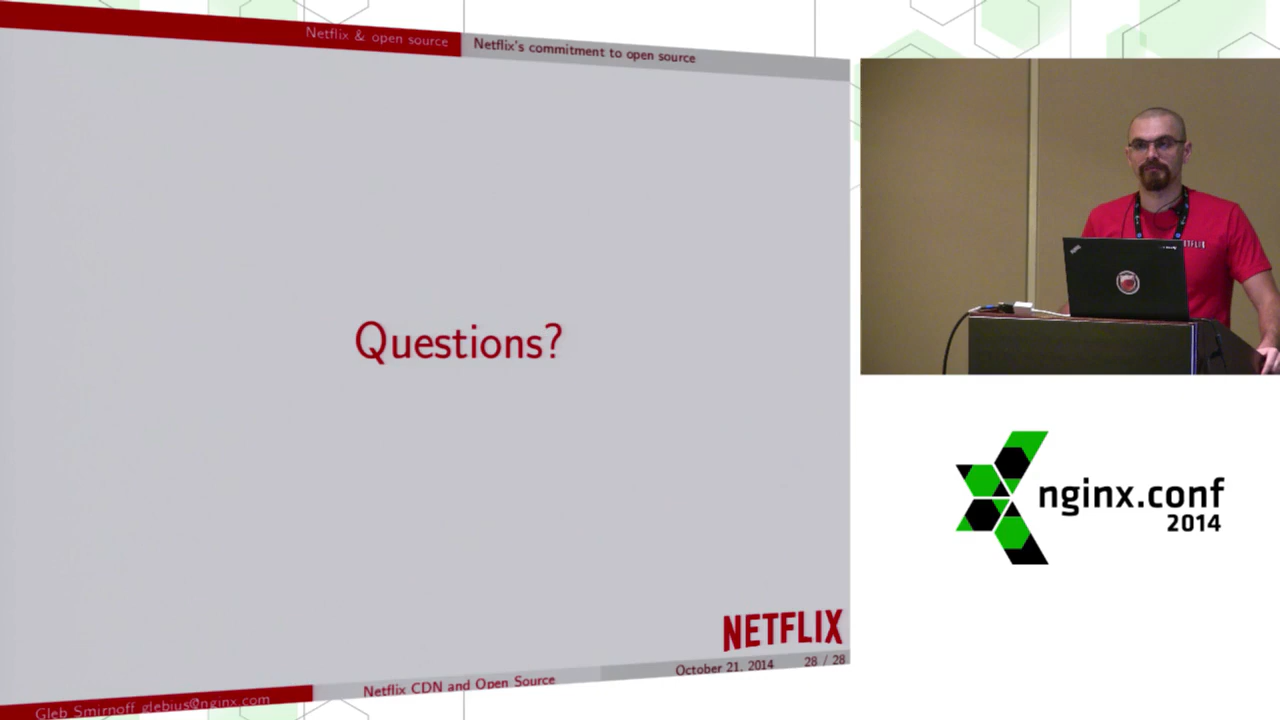 Netflix & open source
Netflix's commitment to open source
Questions?
NETFLIX
October 21, 2014
28 / 28
Netflix CDN and Open Source
Gleb Smirnoff glebius@nginx.com
nginx.conf
2014